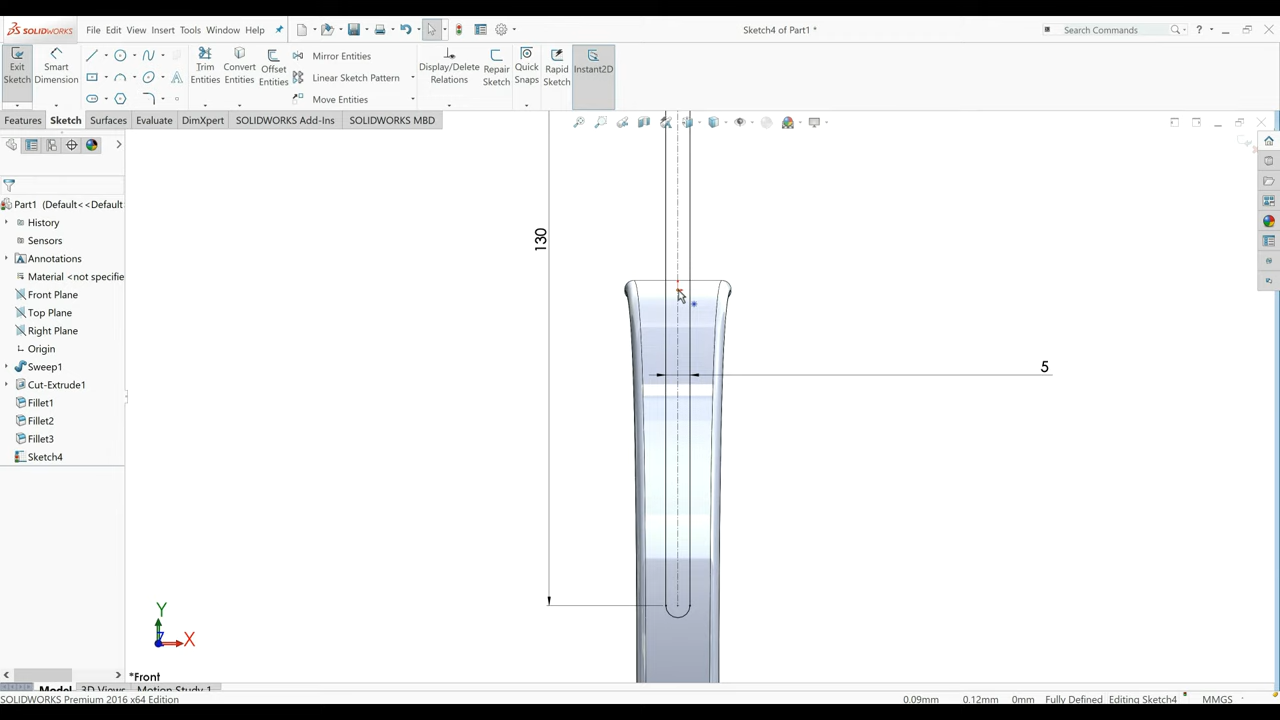 SOLIDWORKS File Edit View Insert Tools Window Help Sketch4 of Part1 * Search Commands ?
Exit Sketch Smart Dimension Trim Entities Convert Entities Offset Entities Mirror Entities Linear Sketch Pattern Move Entities Display/Delete Relations Repair Sketch Quick Snaps Rapid Sketch Instant2D
Features Sketch Surfaces Evaluate DimXpert SOLIDWORKS Add-Ins SOLIDWORKS MBD
Part1 (Default<<Default
History
Sensors
Annotations
Material <not specifie
Front Plane
Top Plane
Right Plane
Origin
Sweep1
Cut-Extrude1
Fillet1
Fillet2
Fillet3
Sketch4
130
5
Y
Z X
*Front
Model 3D Views Motion Study 1
SOLIDWORKS Premium 2016 x64 Edition 0.09mm 0.12mm 0mm Fully Defined Editing Sketch4 MMGS